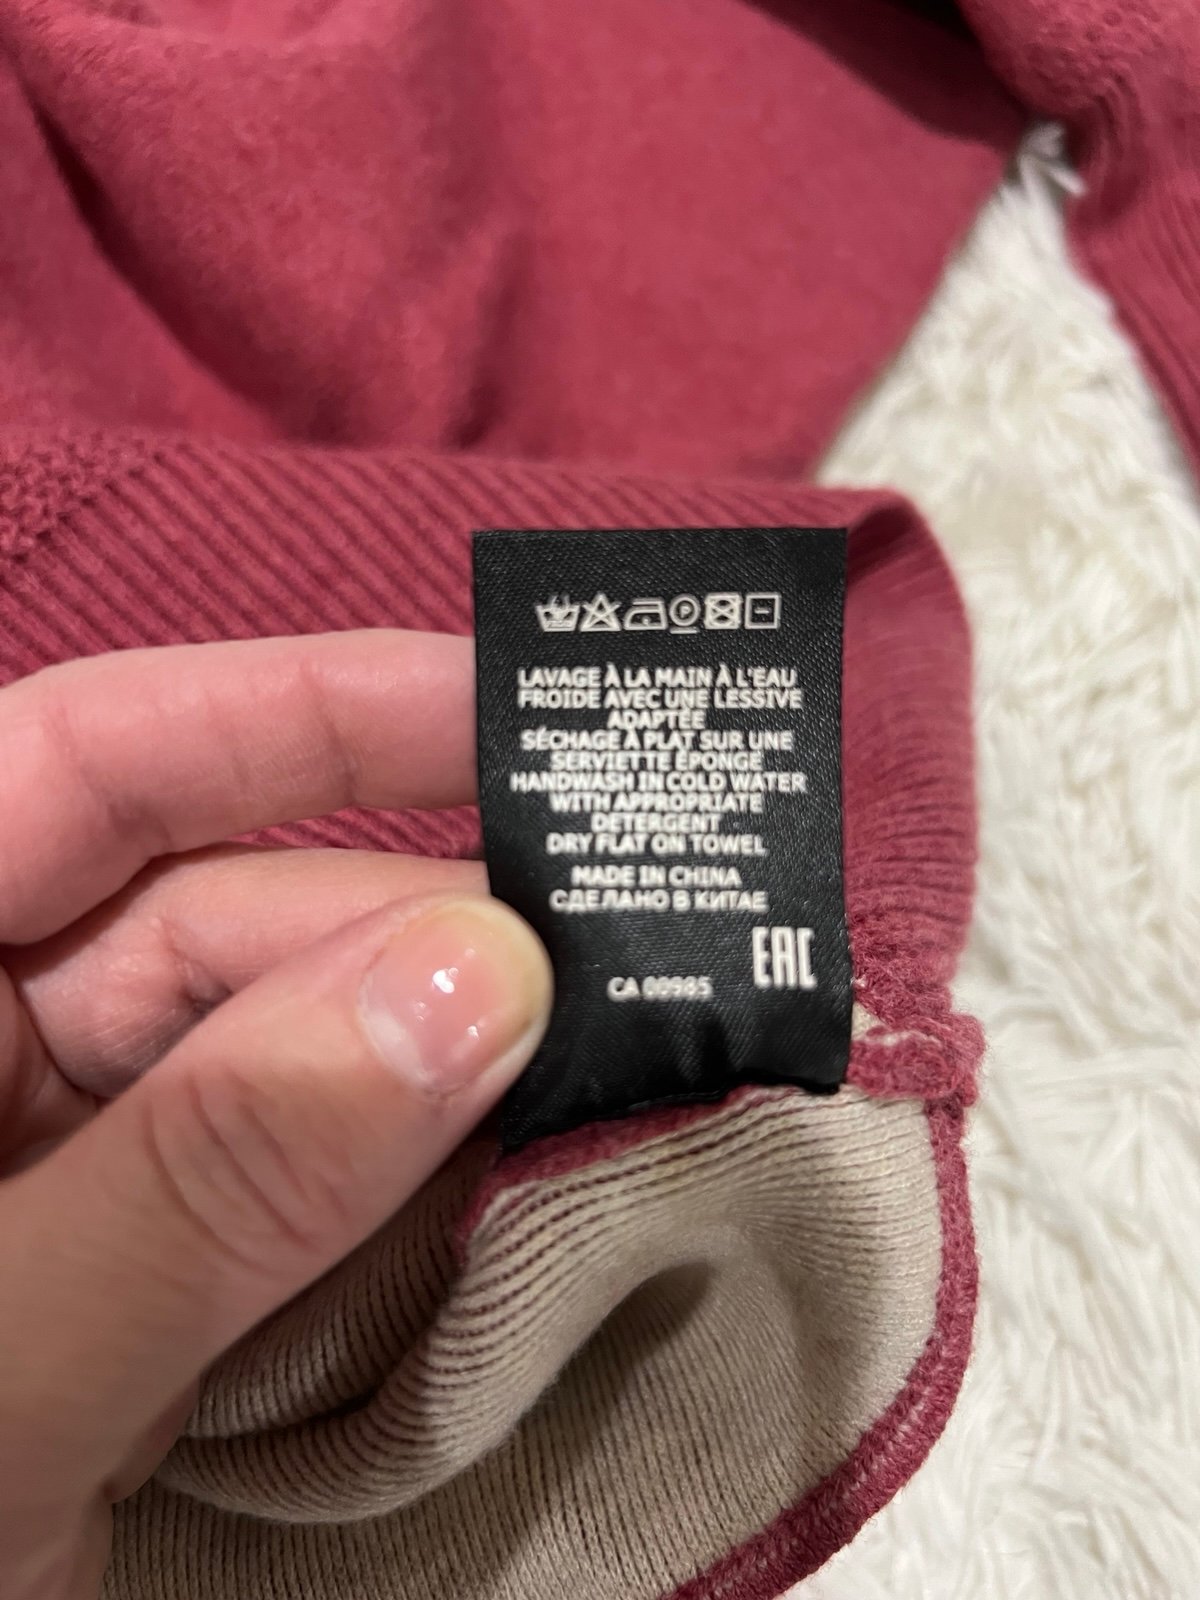 P
LAVAGE À LA MAIN À L'EAU
FROIDE AVEC UNE LESSIVE
ADAPTÉE
SÉCHAGE À PLAT SUR UNE
SERVIETTE ÉPONGE
HANDWASH IN COLD WATER
WITH APPROPRIATE
DETERGENT
DRY FLAT ON TOWEL
MADE IN CHINA
СДЕЛАНО В КИТАЕ
EAC
CA 00985